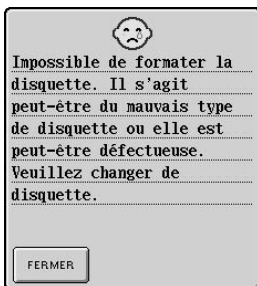 Impossible de formater la
disquette. Il s'agit
peut-être du mauvais type
de disquette ou elle est
peut-être défectueuse.
Veuillez changer de
disquette.
FERMER